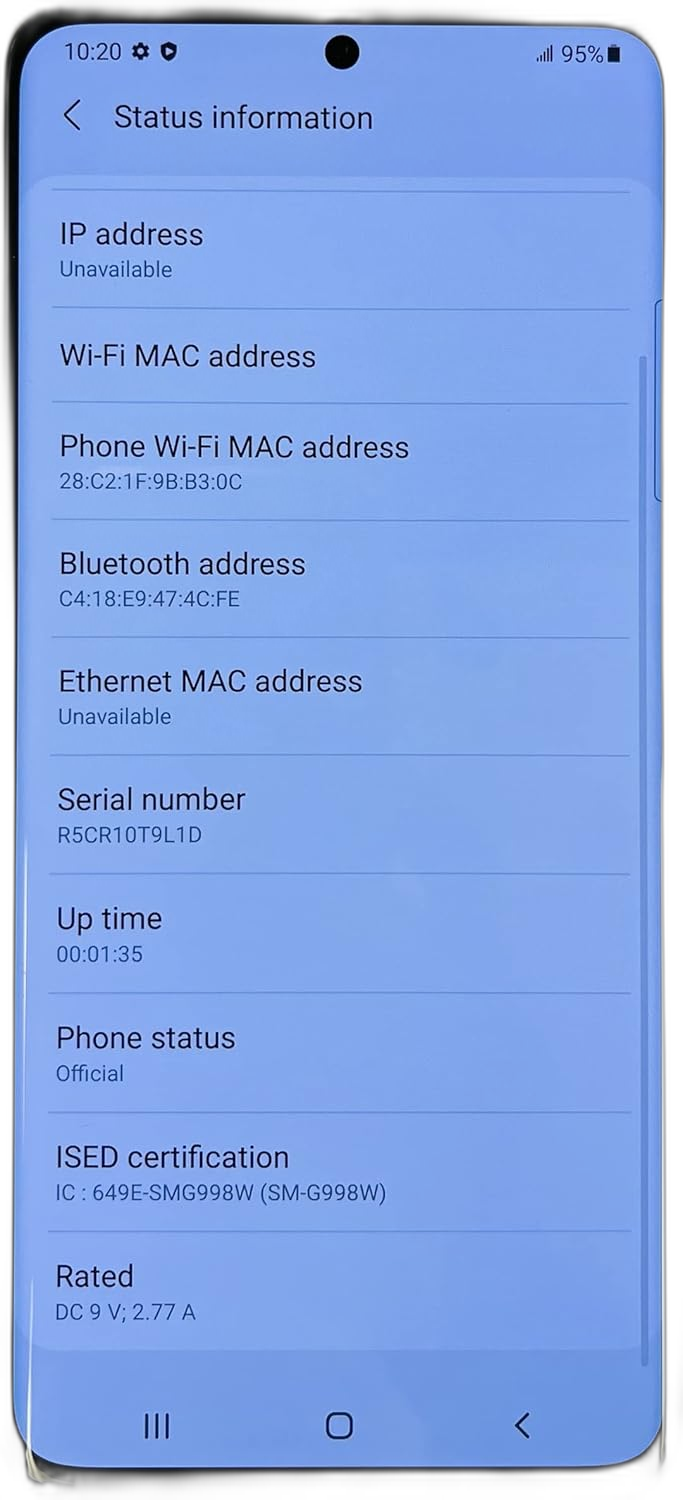 10:20 95%
Status information
IP address
Unavailable
Wi-Fi MAC address
Phone Wi-Fi MAC address
28:C2:1F:9B:B3:0C
Bluetooth address
C4:18:E9:47:4C:FE
Ethernet MAC address
Unavailable
Serial number
R5CR10T9L1D
Up time
00:01:35
Phone status
Official
ISED certification
IC : 649E-SMG998W (SM-G998W)
Rated
DC 9 V; 2.77 A